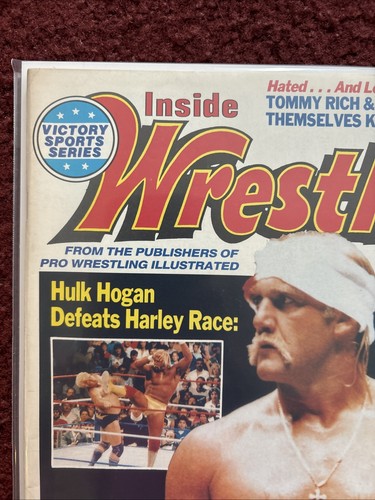 VICTORY
SPORTS
SERIES
Inside
Wrestl
Hated . . . And Lo
TOMMY RICH &
THEMSELVES K
FROM THE PUBLISHERS OF
PRO WRESTLING ILLUSTRATED
Hulk Hogan
Defeats Harley Race: